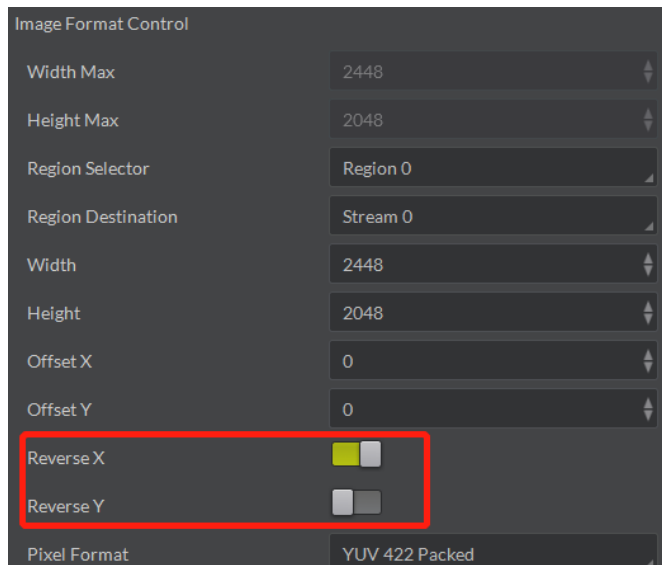 Image Format Control
Width Max 2448
Height Max 2048
Region Selector Region 0
Region Destination Stream 0
Width 2448
Height 2048
Offset X 0
Offset Y 0
Reverse X
Reverse Y
Pixel Format YUV 422 Packed